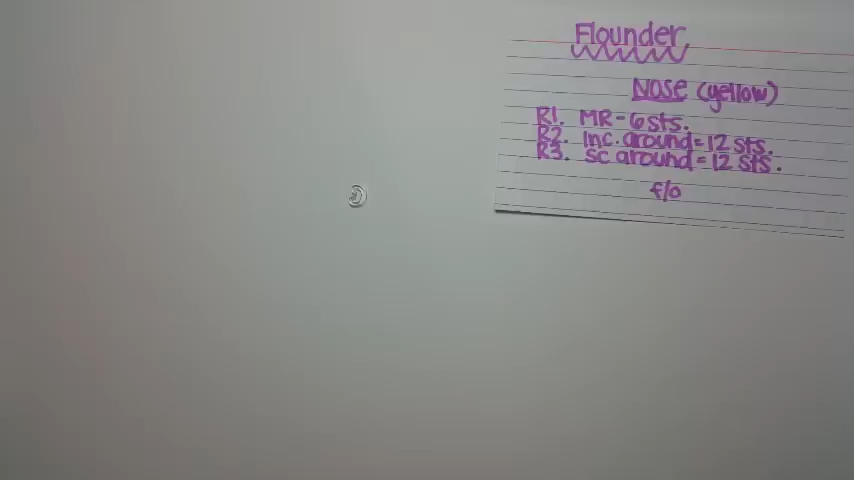 Flounder
Nose (yellow)
R1. MR-6sts.
R2. Inc. around=12 sts.
R3. sc around=12 sts.
f/o